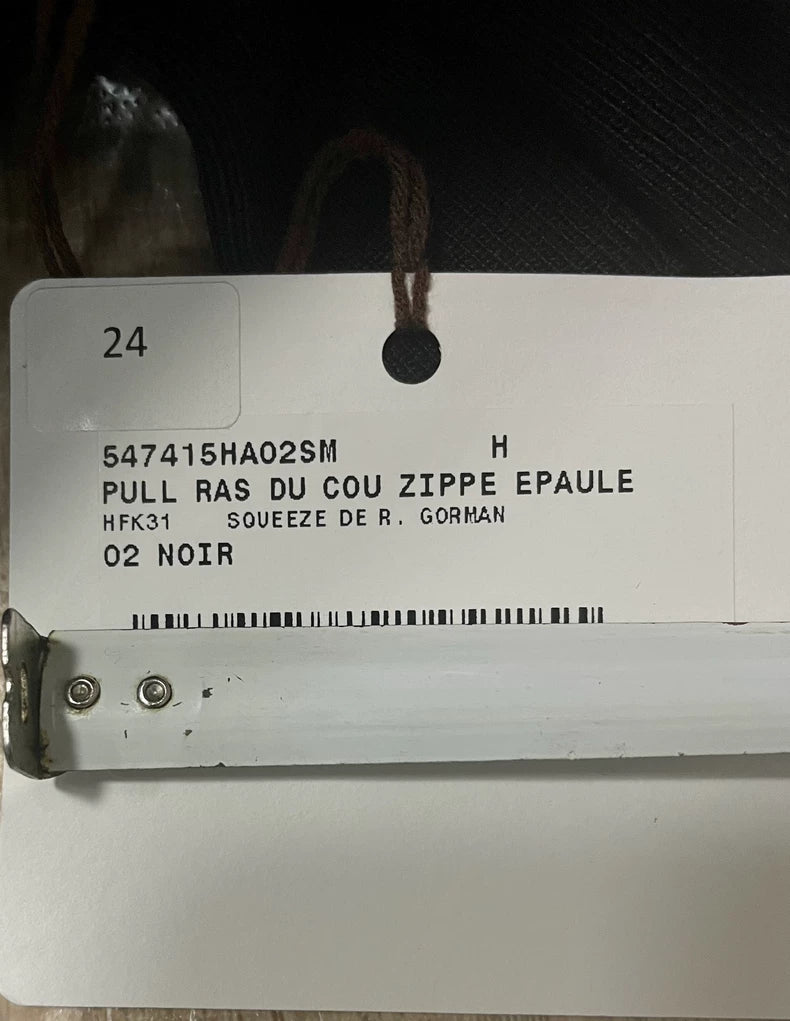 24
547415HA02SM H
PULL RAS DU COU ZIPPE EPAULE
HFK31 SQUEEZE DE R. GORMAN
02 NOIR